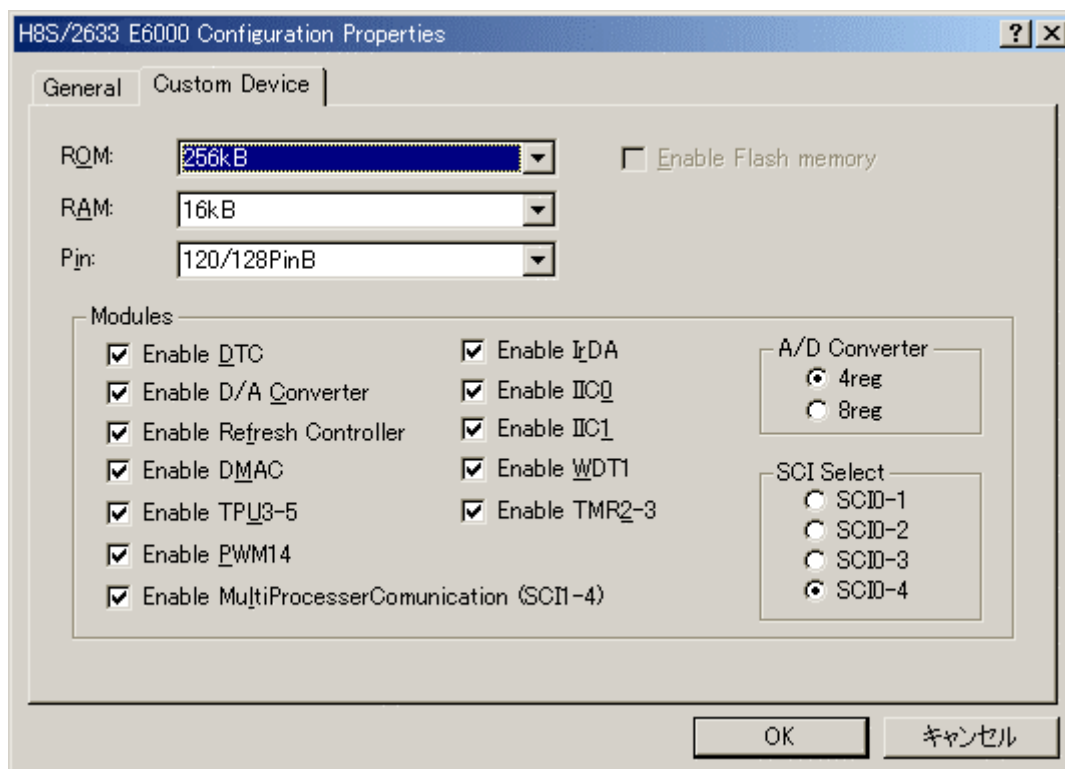 H8S/2633 E6000 Configuration Properties
General
Custom Device
ROM:
256kB
Enable Flash memory
RAM:
16kB
Pin:
120/128PinB
Modules
Enable DTC
Enable D/A Converter
Enable Refresh Controller
Enable DMAC
Enable TPU3-5
Enable PWM14
Enable MultiProcesserComunication (SCI1-4)
Enable IrDA
Enable IIC0
Enable IIC1
Enable WDT1
Enable TMR2-3
A/D Converter
4reg
8reg
SCI Select
SCI0-1
SCI0-2
SCI0-3
SCI0-4
OK
キャンセル